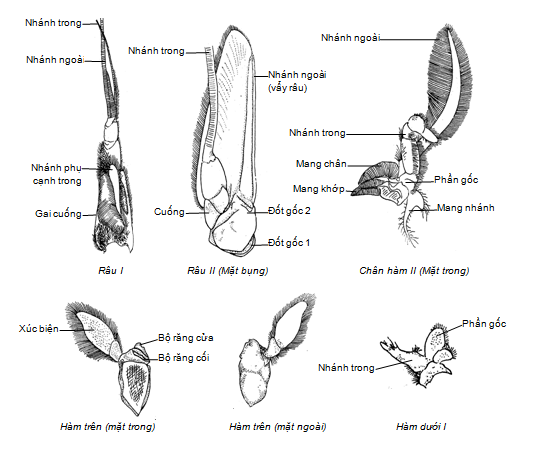 Nhánh trong
Nhánh ngoài
Nhánh phụ
cạnh trong
Gai cuống
Râu I
Nhánh trong
Nhánh ngoài
(vẩy râu)
Cuống
Đốt gốc 2
Đốt gốc 1
Râu II (Mặt bụng)
Nhánh ngoài
Nhánh trong
Mang chân
Mang khớp
Phần gốc
Mang nhánh
Chân hàm II (Mặt trong)
Xúc biện
Bộ răng cửa
Bộ răng cối
Hàm trên (mặt trong)
Hàm trên (mặt ngoài)
Phần gốc
Nhánh trong
Hàm dưới I